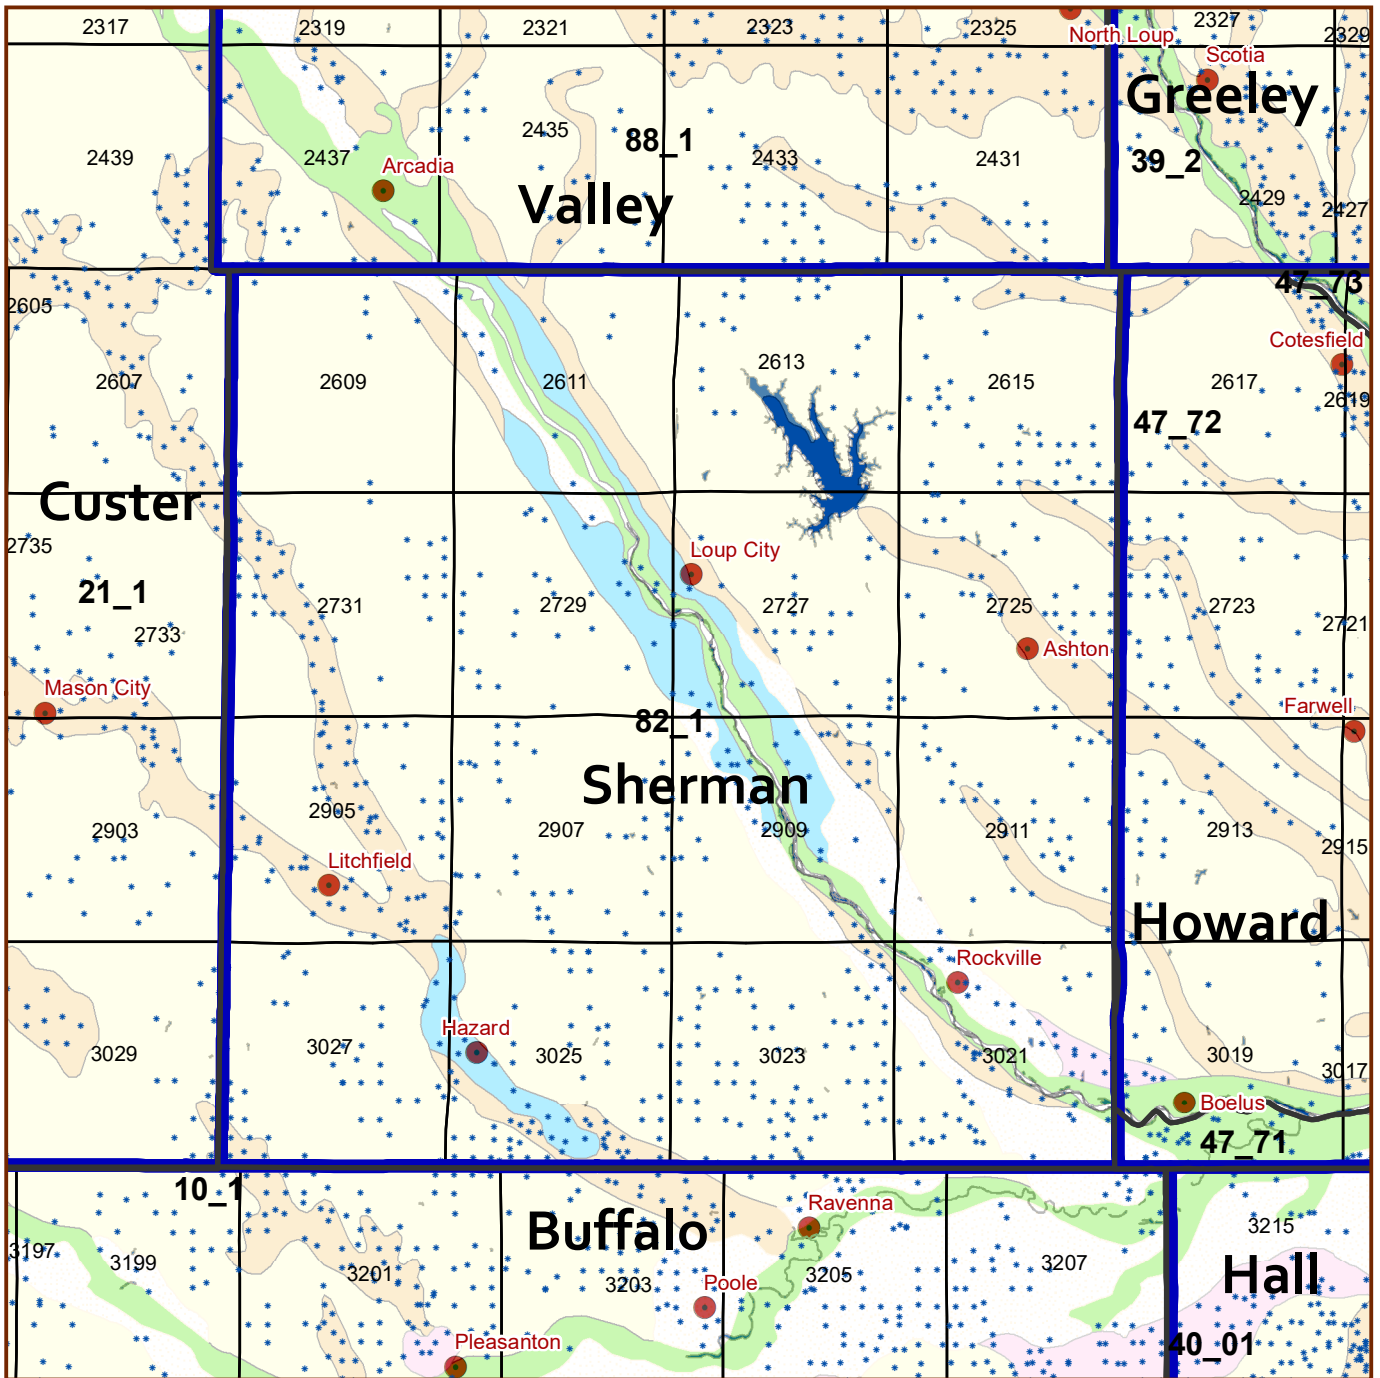 2317
2319
2321
2323
2325
2327
2329
North Loup
Scotia
Greeley
2439
2437
Arcadia
2435
88_1
2433
2431
39_2
Valley
2429
2427
2605
47_73
Cotesfield
2607
2609
2611
2613
2615
2617
2619
47_72
Custer
2735
Loup City
21_1
2733
2731
2729
2727
2725
2723
2721
Ashton
Mason City
82_1
Farwell
Sherman
2903
2905
2907
2909
2911
2913
2915
Litchfield
Howard
Rockville
Hazard
3029
3027
3025
3023
3021
3019
3017
Boelus
47_71
10_1
Ravenna
Buffalo
3215
3197
3199
3201
3203
Poole
3205
3207
Hall
Pleasanton
40_01